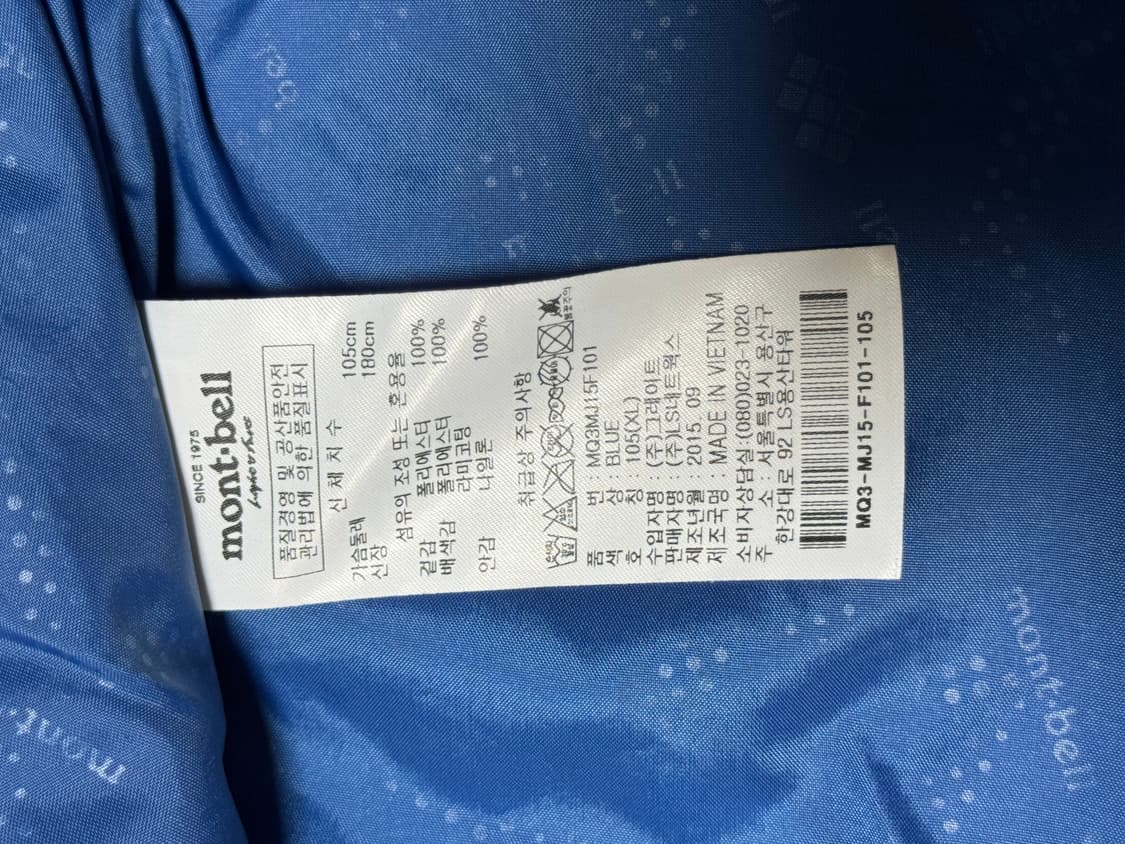 SINCE 1975
mont·bell
Light & Fast
품질경영 및 공산품안전
관리법에 의한 품질표시
신 체 치 수
가슴둘레 105cm
신장 180cm
섬유의 조성 또는 혼용율
겉감 폴리에스터 100%
배색감 폴리에스터 100%
라미코팅
안감 나일론 100%
취급상 주의사항
품 번 : MQ3MJ15F101
색 상 : BLUE
호 칭 : 105(XL)
수입자명 : (주)그레이트
판매자명 : (주)LS네트웍스
제조년월 : 2015.09
제조국명 : MADE IN VIETNAM
소비자상담실:(080)023-1020
주 소 : 서울특별시 용산구
한강대로 92 LS용산타워
MQ3-MJ15-F101-105
mont·bell
mont·